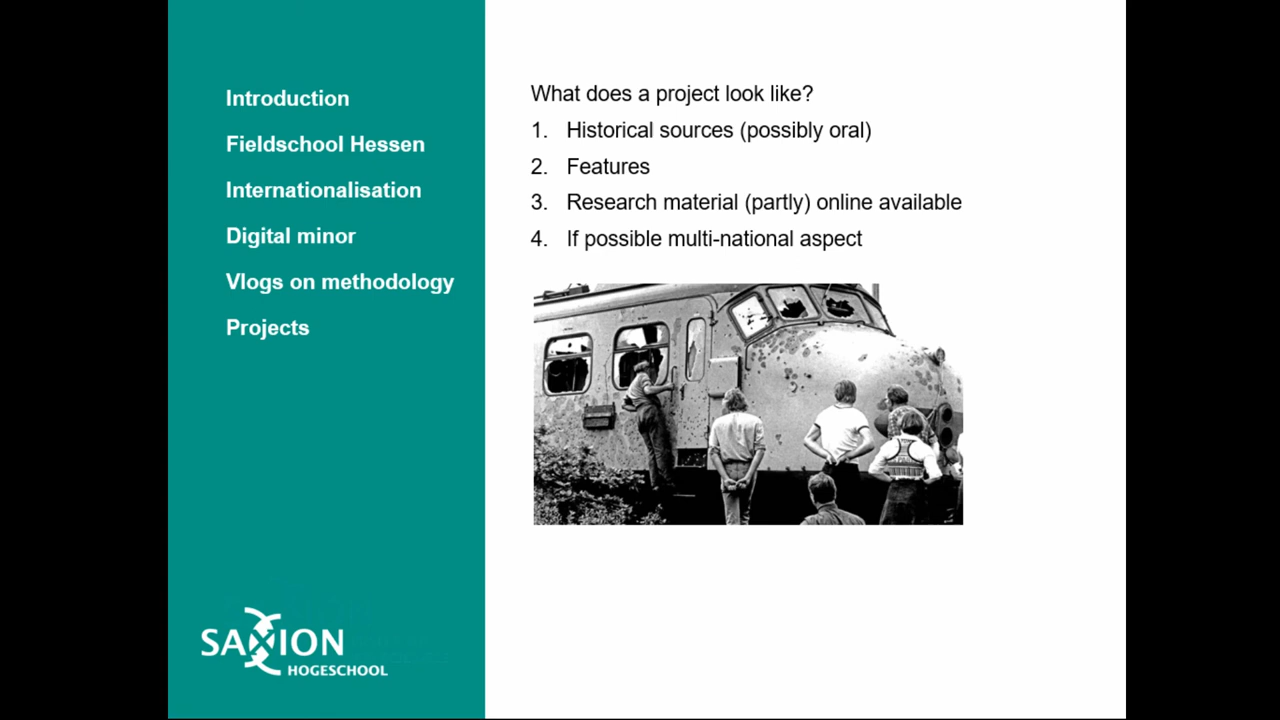 Introduction
Fieldschool Hessen
Internationalisation
Digital minor
Vlogs on methodology
Projects
What does a project look like?
1. Historical sources (possibly oral)
2. Features
3. Research material (partly) online available
4. If possible multi-national aspect
SAXION
HOGESCHOOL